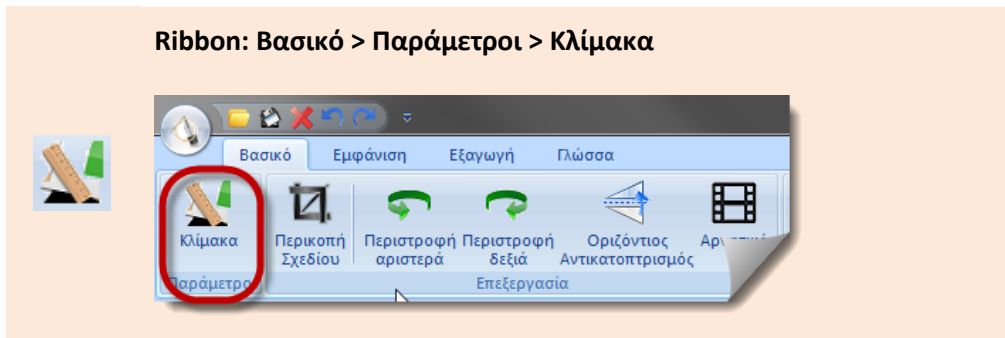 Ribbon: Βασικό > Παράμετροι > Κλίμακα
Βασικό Εμφάνιση Εξαγωγή Γλώσσα
Κλίμακα Περικοπή Σχεδίου Περιστροφή αριστερά Περιστροφή δεξιά Οριζόντιος Αντικατοπτρισμός
Επεξεργασία